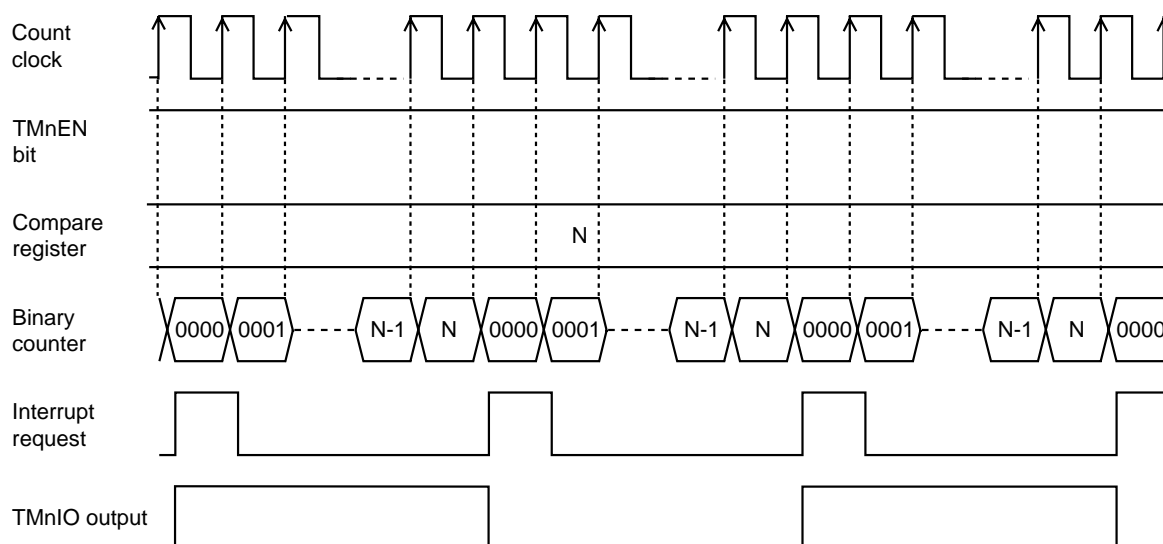 Count
clock
TMnEN
bit
Compare
register
N
Binary
counter
0000 0001 N-1 N 0000 0001 N-1 N 0000 0001 N-1 N 0000
Interrupt
request
TMnIO output